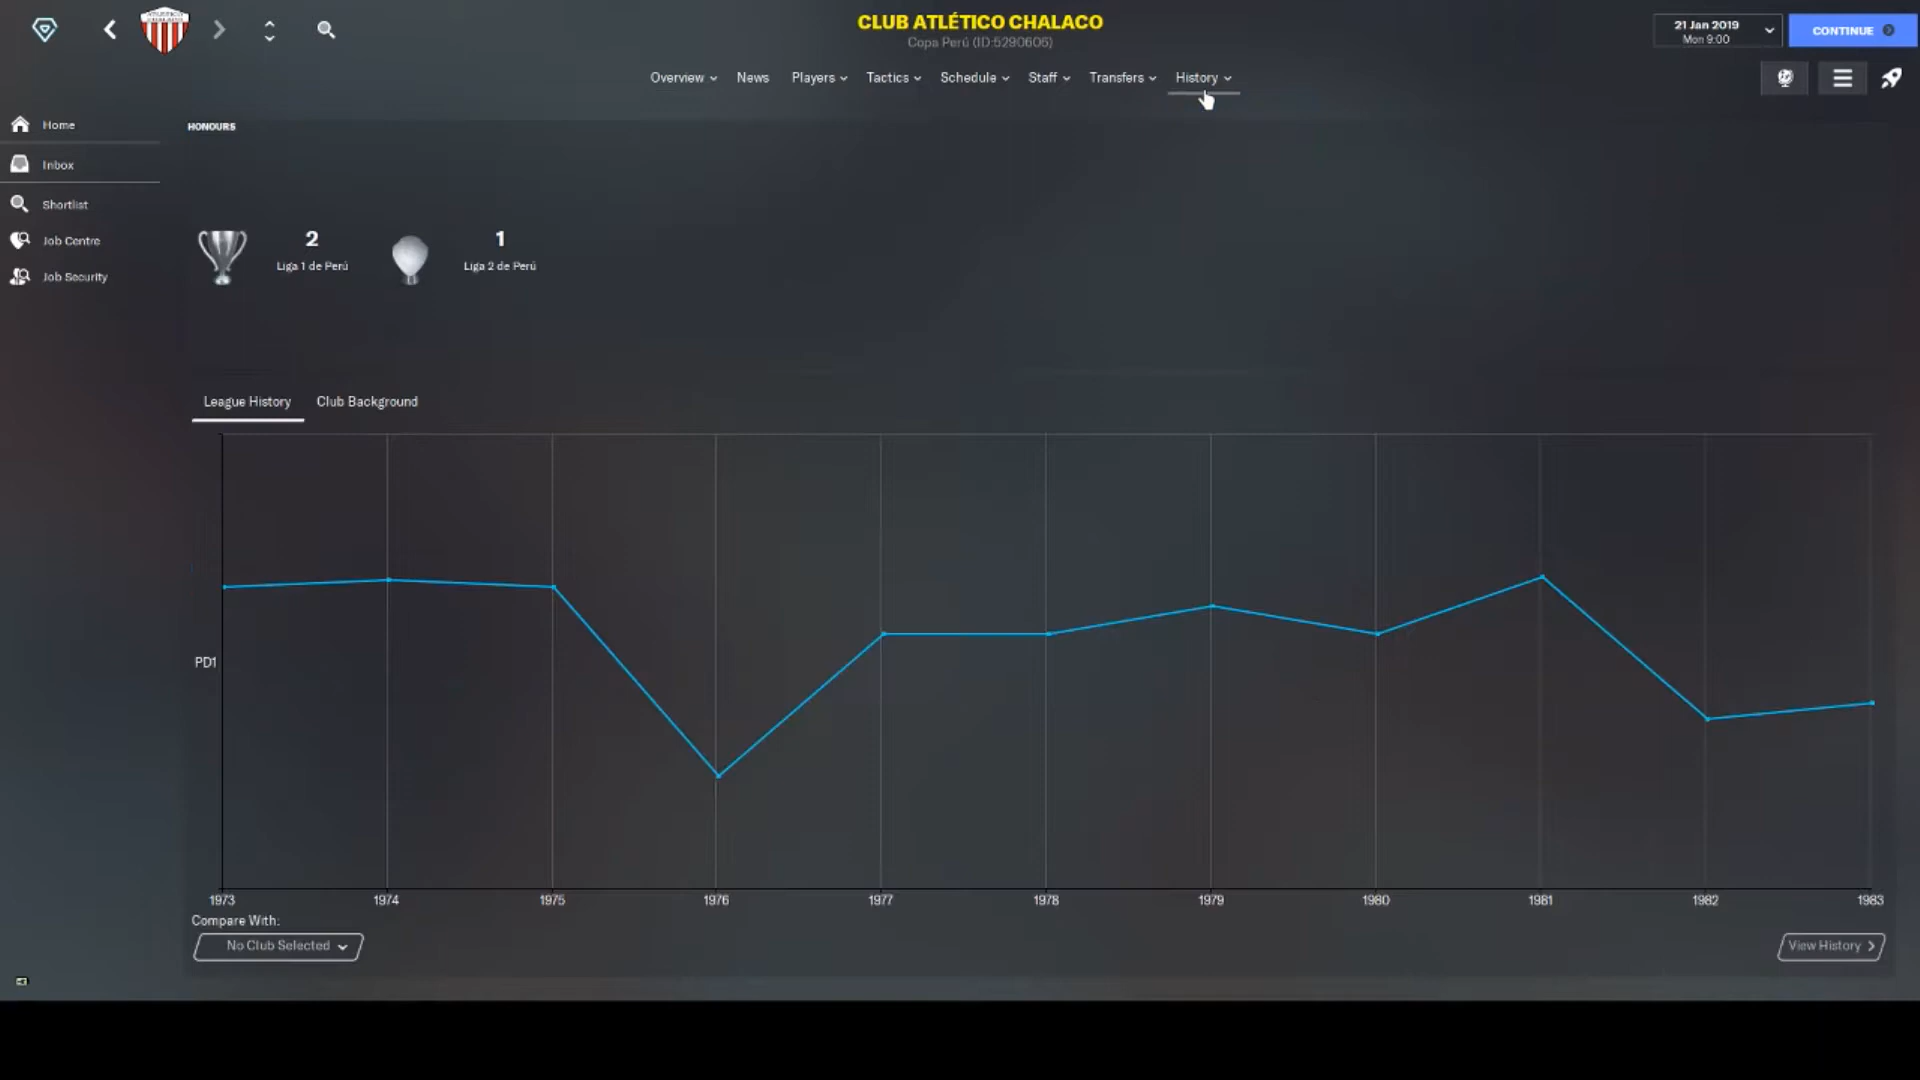 ATLÉTICO
CHALACO
CLUB ATLÉTICO CHALACO
Copa Perú (ID:5290606)
21 Jan 2019
Mon 9:00
CONTINUE
Overview
News
Players
Tactics
Schedule
Staff
Transfers
History
Home
Inbox
Shortlist
Job Centre
Job Security
HONOURS
2
Liga 1 de Perú
1
Liga 2 de Perú
League History
Club Background
PD1
1973 1974 1975 1976 1977 1978 1979 1980 1981 1982 1983
Compare With:
No Club Selected
View History